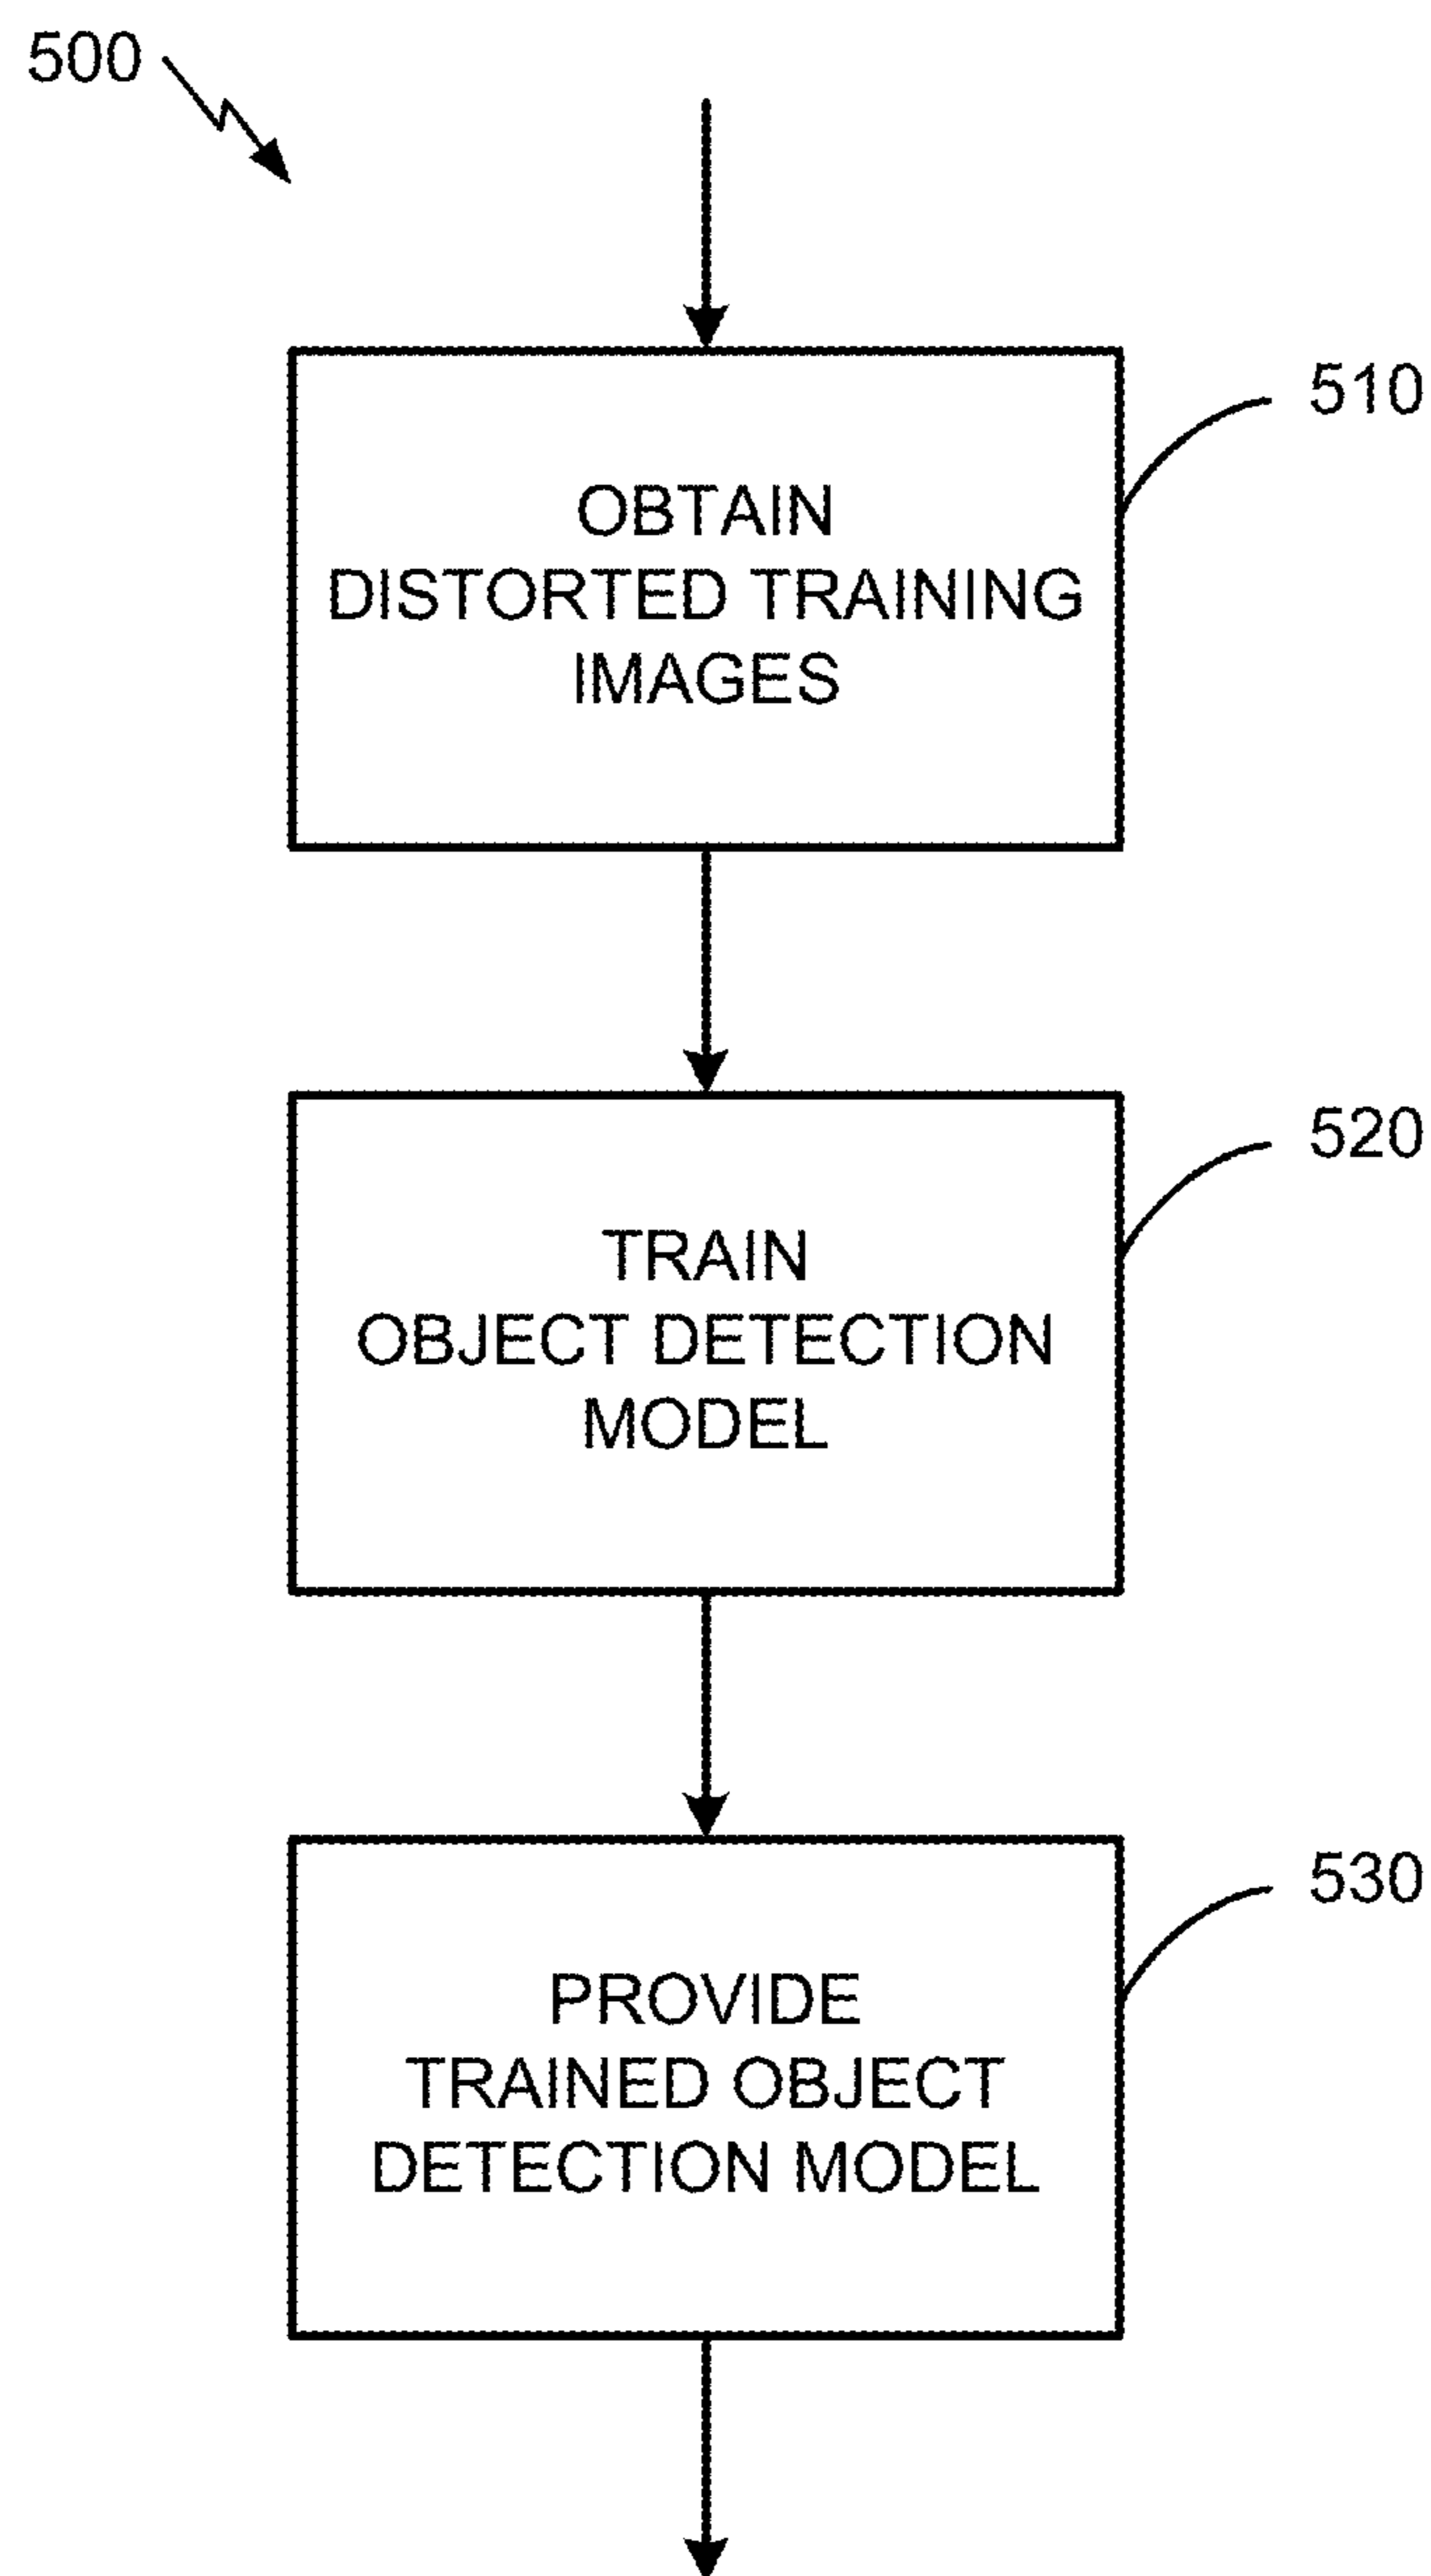 500
510
OBTAIN
DISTORTED TRAINING
IMAGES
520
TRAIN
OBJECT DETECTION
MODEL
530
PROVIDE
TRAINED OBJECT
DETECTION MODEL